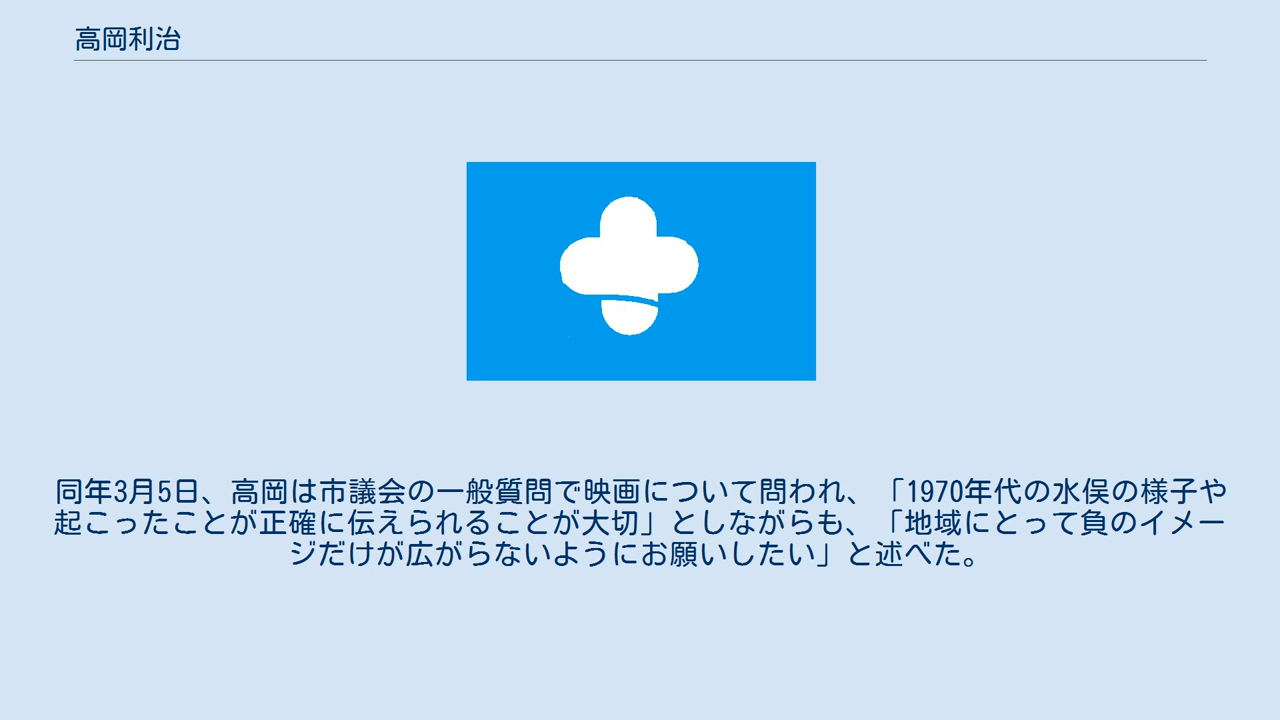 高岡利治
同年3月5日、高岡は市議会の一般質問で映画について問われ、「1970年代の水俣の様子や
起こったことが正確に伝えられることが大切」としながらも、「地域にとって負のイメー
ジだけが広がらないようにお願いしたい」と述べた。